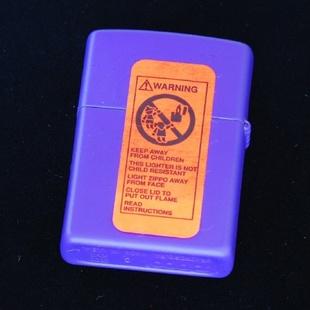 WARNING
KEEP AWAY
FROM CHILDREN
THIS LIGHTER IS NOT
CHILD RESISTANT
LIGHT ZIPPO AWAY
FROM FACE
CLOSE LID TO
PUT OUT FLAME
READ
INSTRUCTIONS